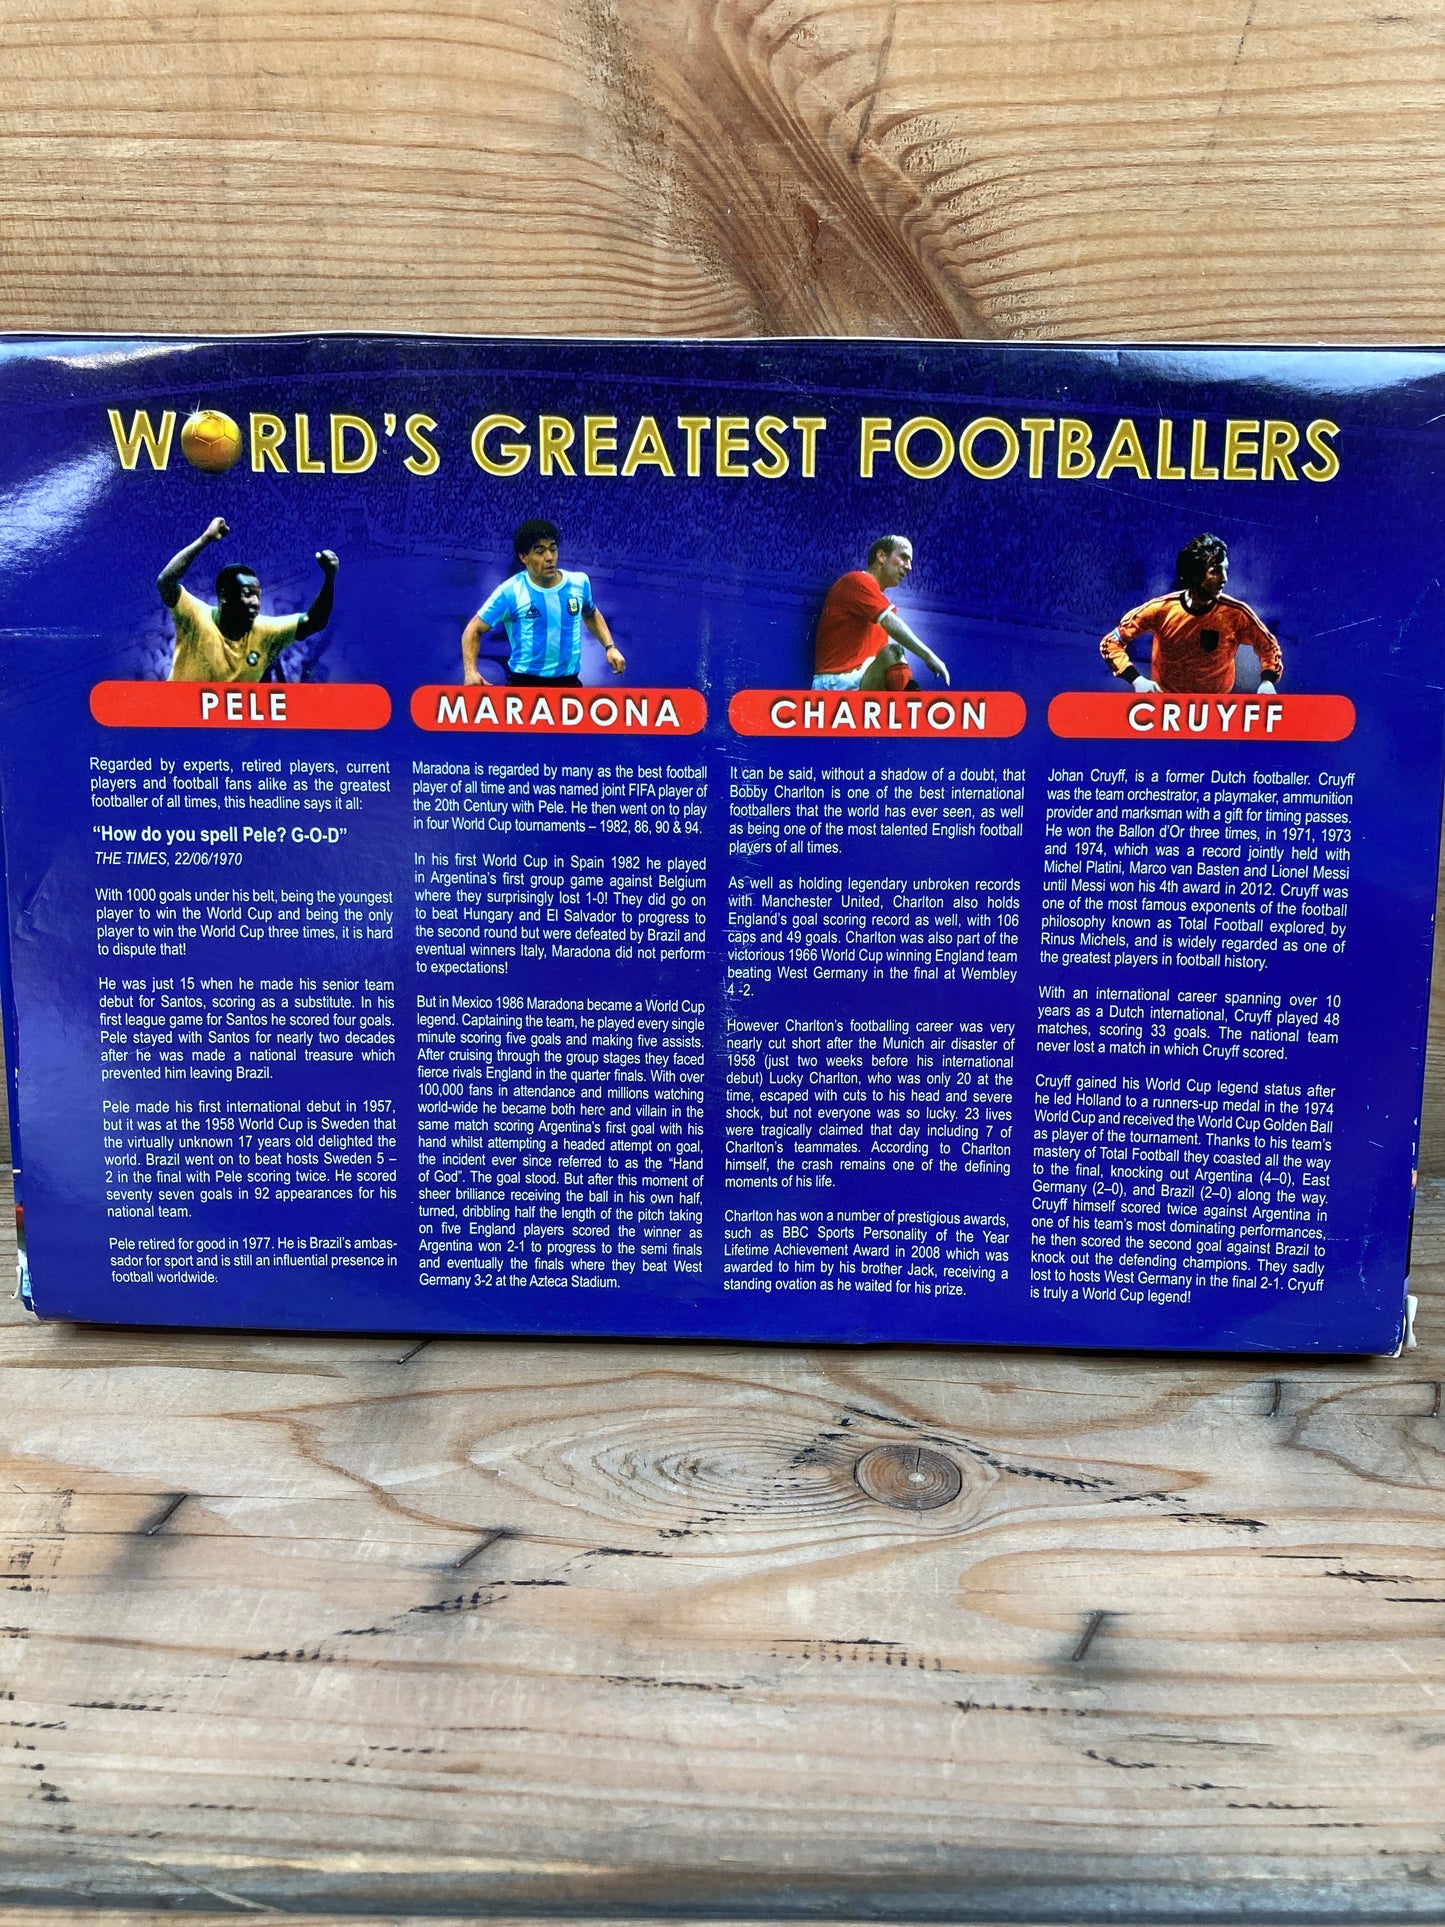 WORLD'S GREATEST FOOTBALLERS
PELE
Regarded by experts, retired players, current
players and football fans alike as the greatest
footballer of all times, this headline says it all:
“How do you spell Pele? G-O-D”
THE TIMES, 22/06/1970
With 1000 goals under his belt, being the youngest
player to win the World Cup and being the only
player to win the World Cup three times, it is hard
to dispute that!
He was just 15 when he made his senior team
debut for Santos, scoring as a substitute. In his
first league game for Santos he scored four goals.
Pele stayed with Santos for nearly two decades
after he was made a national treasure which
prevented him leaving Brazil.
Pele made his first international debut in 1957,
but it was at the 1958 World Cup is Sweden that
the virtually unknown 17 years old delighted the
world. Brazil went on to beat hosts Sweden 5 –
2 in the final with Pele scoring twice. He scored
seventy seven goals in 92 appearances for his
national team.
Pele retired for good in 1977. He is Brazil's ambas-
sador for sport and is still an influential presence in
football worldwide.
MARADONA
Maradona is regarded by many as the best football
player of all time and was named joint FIFA player of
the 20th Century with Pele. He then went on to play
in four World Cup tournaments – 1982, 86, 90 & 94.
In his first World Cup in Spain 1982 he played
in Argentina's first group game against Belgium
where they surprisingly lost 1-0! They did go on
to beat Hungary and El Salvador to progress to
the second round but were defeated by Brazil and
eventual winners Italy, Maradona did not perform
to expectations!
But in Mexico 1986 Maradona became a World Cup
legend. Captaining the team, he played every single
minute scoring five goals and making five assists.
After cruising through the group stages they faced
fierce rivals England in the quarter finals. With over
100,000 fans in attendance and millions watching
world-wide he became both hero and villain in the
same match scoring Argentina's first goal with his
hand whilst attempting a headed attempt on goal,
the incident ever since referred to as the “Hand
of God”. The goal stood. But after this moment of
sheer brilliance receiving the ball in his own half,
turned, dribbling half the length of the pitch taking
on five England players scored the winner as
Argentina won 2-1 to progress to the semi finals
and eventually the finals where they beat West
Germany 3-2 at the Azteca Stadium.
CHARLTON
It can be said, without a shadow of a doubt, that
Bobby Charlton is one of the best international
footballers that the world has ever seen, as well
as being one of the most talented English football
players of all times.
As well as holding legendary unbroken records
with Manchester United, Charlton also holds
England's goal scoring record as well, with 106
caps and 49 goals. Charlton was also part of the
victorious 1966 World Cup winning England team
beating West Germany in the final at Wembley
4 -2.
However Charlton's footballing career was very
nearly cut short after the Munich air disaster of
1958 (just two weeks before his international
debut) Lucky Charlton, who was only 20 at the
time, escaped with cuts to his head and severe
shock, but not everyone was so lucky. 23 lives
were tragically claimed that day including 7 of
Charlton's teammates. According to Charlton
himself, the crash remains one of the defining
moments of his life.
Charlton has won a number of prestigious awards,
such as BBC Sports Personality of the Year
Lifetime Achievement Award in 2008 which was
awarded to him by his brother Jack, receiving a
standing ovation as he waited for his prize.
CRUYFF
Johan Cruyff, is a former Dutch footballer. Cruyff
was the team orchestrator, a playmaker, ammunition
provider and marksman with a gift for timing passes.
He won the Ballon d'Or three times, in 1971, 1973
and 1974, which was a record jointly held with
Michel Platini, Marco van Basten and Lionel Messi
until Messi won his 4th award in 2012. Cruyff was
one of the most famous exponents of the football
philosophy known as Total Football explored by
Rinus Michels, and is widely regarded as one of
the greatest players in football history.
With an international career spanning over 10
years as a Dutch international, Cruyff played 48
matches, scoring 33 goals. The national team
never lost a match in which Cruyff scored.
Cruyff gained his World Cup legend status after
he led Holland to a runners-up medal in the 1974
World Cup and received the World Cup Golden Ball
as player of the tournament. Thanks to his team's
mastery of Total Football they coasted all the way
to the final, knocking out Argentina (4–0), East
Germany (2–0), and Brazil (2–0) along the way.
Cruyff himself scored twice against Argentina in
one of his team's most dominating performances,
he then scored the second goal against Brazil to
knock out the defending champions. They sadly
lost to hosts West Germany in the final 2-1. Cryuff
is truly a World Cup legend!